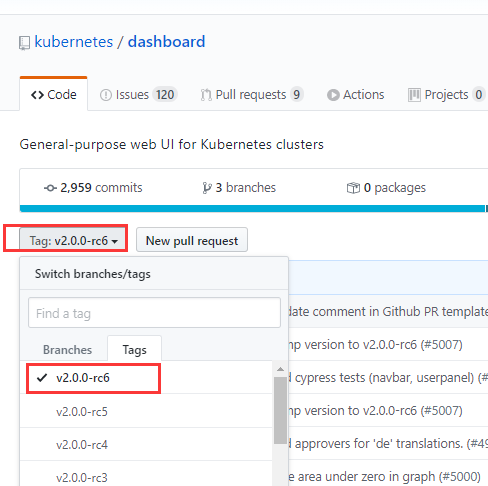 kubernetes / dashboard
Code Issues 120 Pull requests 9 Actions Projects 0
General-purpose web UI for Kubernetes clusters
2,959 commits 3 branches 0 packages
Tag: v2.0.0-rc6 New pull request
Switch branches/tags
Find a tag
date comment in Github PR template
Branches Tags
mp version to v2.0.0-rc6 (#5007)
v2.0.0-rc6
d cypress tests (navbar, userpanel) (#
v2.0.0-rc5
mp version to v2.0.0-rc6 (#5007)
v2.0.0-rc4
d approvers for 'de' translations. (#49
v2.0.0-rc3
e area under zero in graph (#5000)